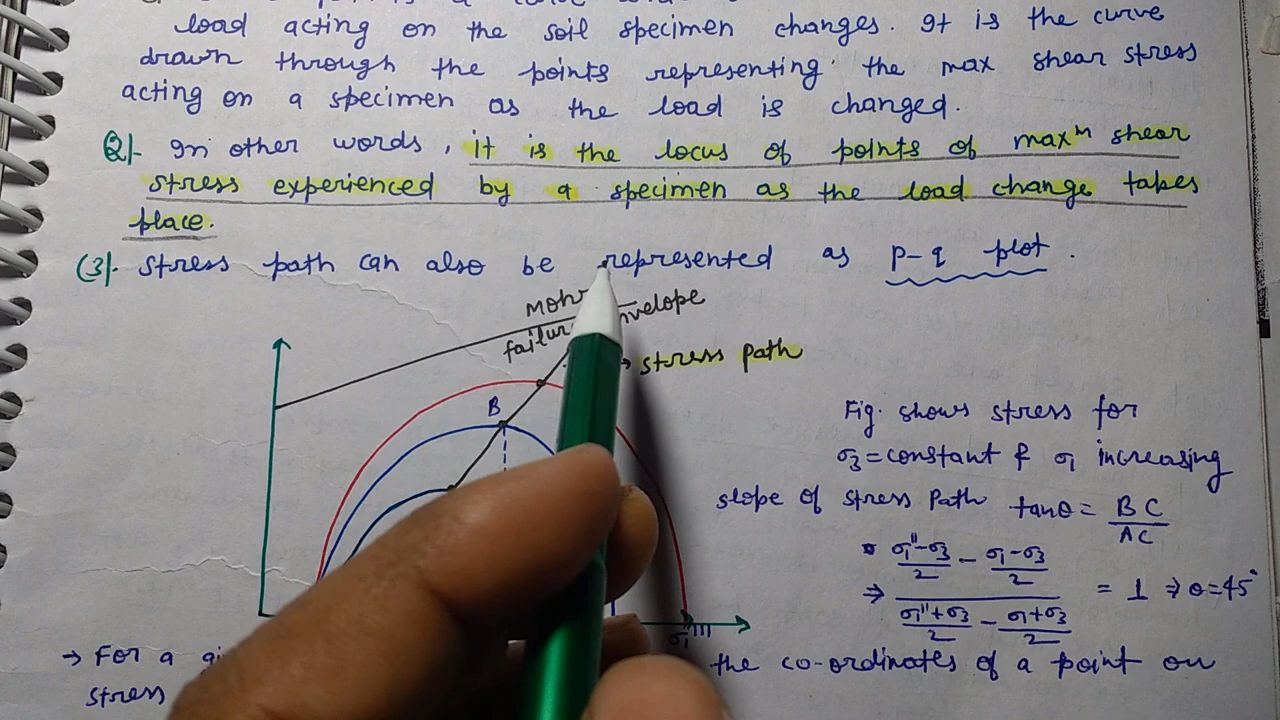 load acting on the soil specimen changes. It is the curve
drawn through the points representing the max shear stress
acting on a specimen as the load is changed.
(2). In other words, it is the locus of points of maxᵐ shear
stress experienced by a specimen as the load change takes
place.
(3). Stress path can also be represented as p-q plot.
Mohr
failure envelope
→ stress path
B
Fig. shows stress for
σ3 = constant & σ1 increasing
slope of stress Path tanθ = BC/AC
⇒ ((σ1''-σ3)/2 - (σ1-σ3)/2) / ((σ1''+σ3)/2 - (σ1+σ3)/2) = 1 ⇒ θ=45°
σ1'''
→ For a
the co-ordinates of a point on
stress